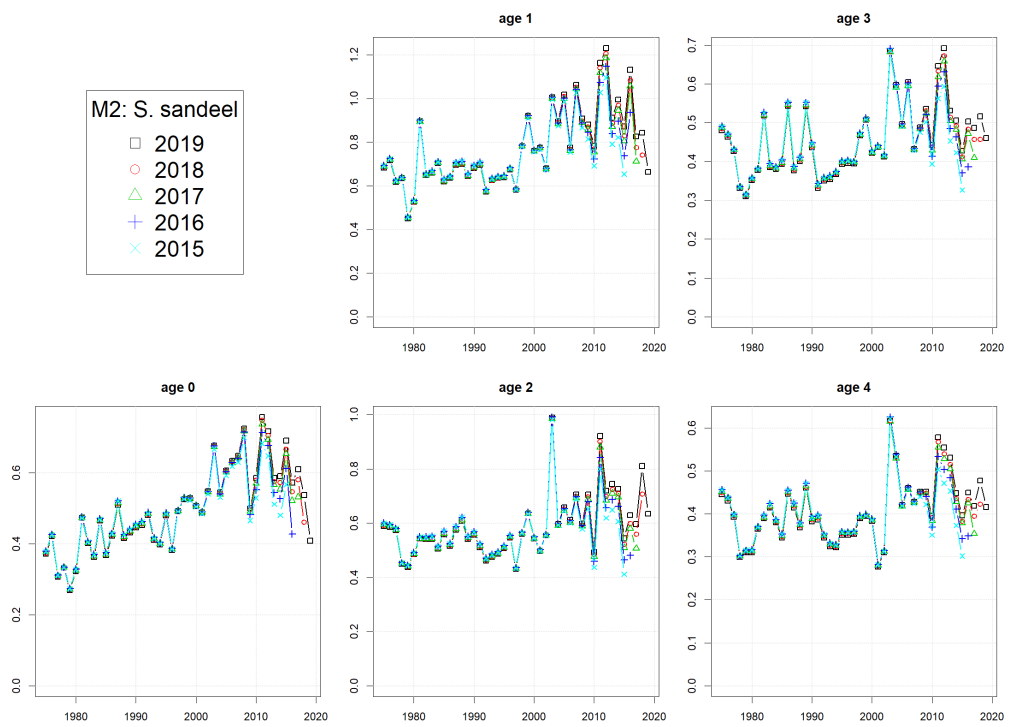 age 1
age 3
M2: S. sandeel
2019
2018
2017
2016
2015
0.0 0.2 0.4 0.6 0.8 1.0 1.2
0.0 0.1 0.2 0.3 0.4 0.5 0.6 0.7
1980 1990 2000 2010 2020
1980 1990 2000 2010 2020
age 0
age 2
age 4
0.0 0.2 0.4 0.6
0.0 0.2 0.4 0.6 0.8 1.0
0.0 0.1 0.2 0.3 0.4 0.5 0.6
1980 1990 2000 2010 2020
1980 1990 2000 2010 2020
1980 1990 2000 2010 2020